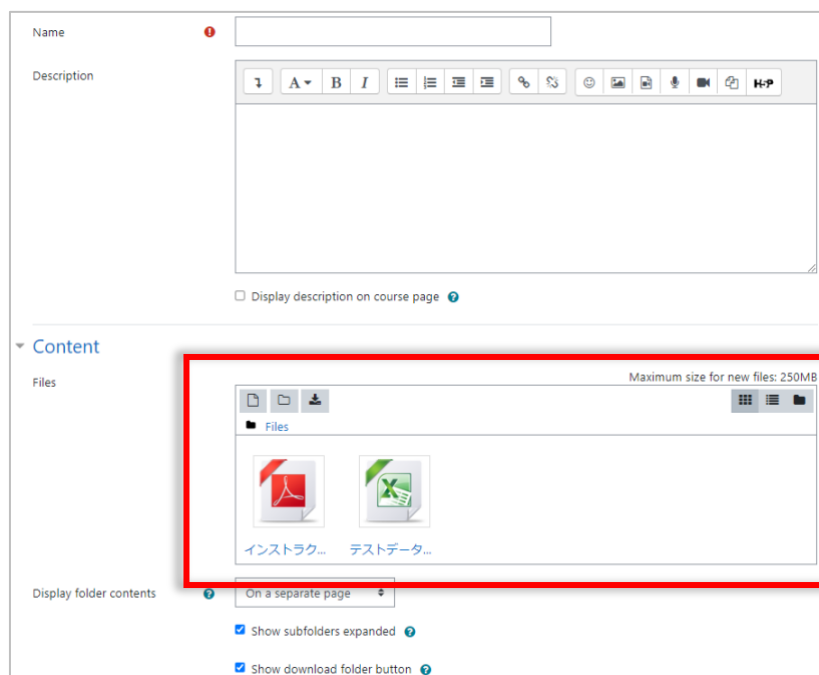 Name
Description
A B I H-P
Display description on course page
Content
Files
Maximum size for new files: 250MB
Files
インストラク... テストデータ...
Display folder contents
On a separate page
Show subfolders expanded
Show download folder button